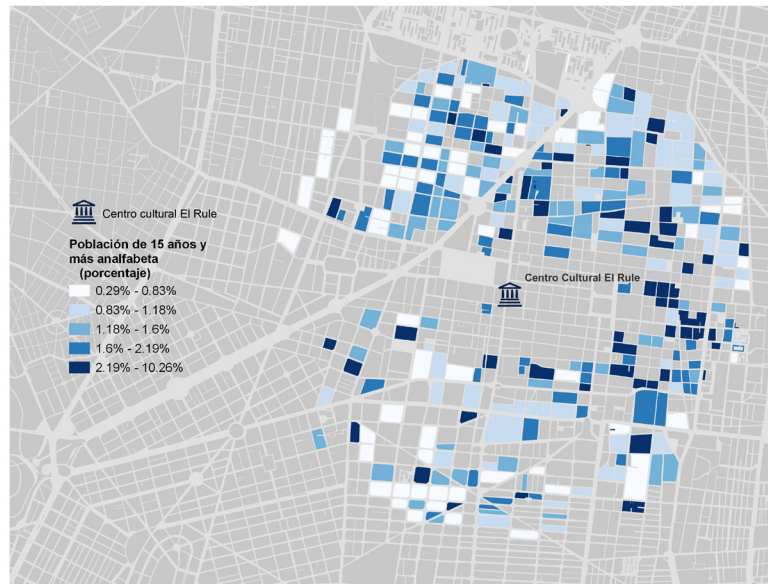 Centro cultural El Rule
Población de 15 años y
más analfabeta
(porcentaje)
0.29% - 0.83%
0.83% - 1.18%
1.18% - 1.6%
1.6% - 2.19%
2.19% - 10.26%
Centro Cultural El Rule